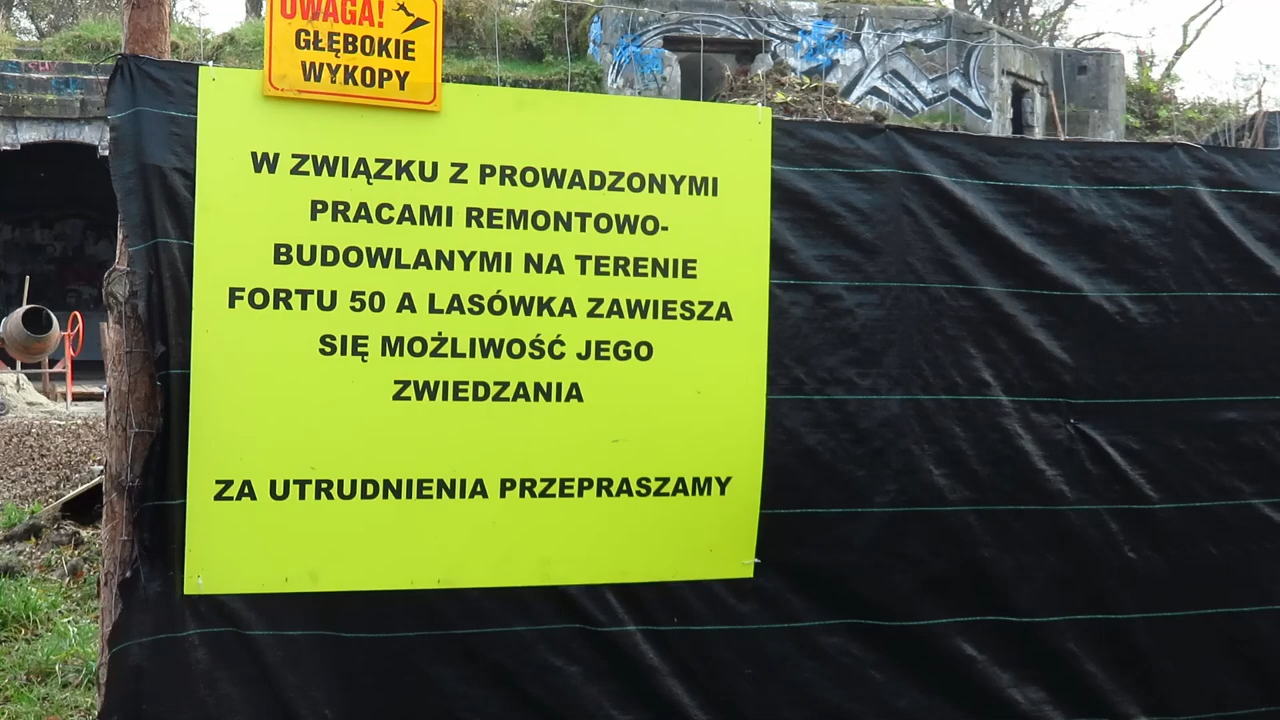 UWAGA!
GŁĘBOKIE
WYKOPY
W ZWIĄZKU Z PROWADZONYMI
PRACAMI REMONTOWO-
BUDOWLANYMI NA TERENIE
FORTU 50 A LASÓWKA ZAWIESZA
SIĘ MOŻLIWOŚĆ JEGO
ZWIEDZANIA
ZA UTRUDNIENIA PRZEPRASZAMY